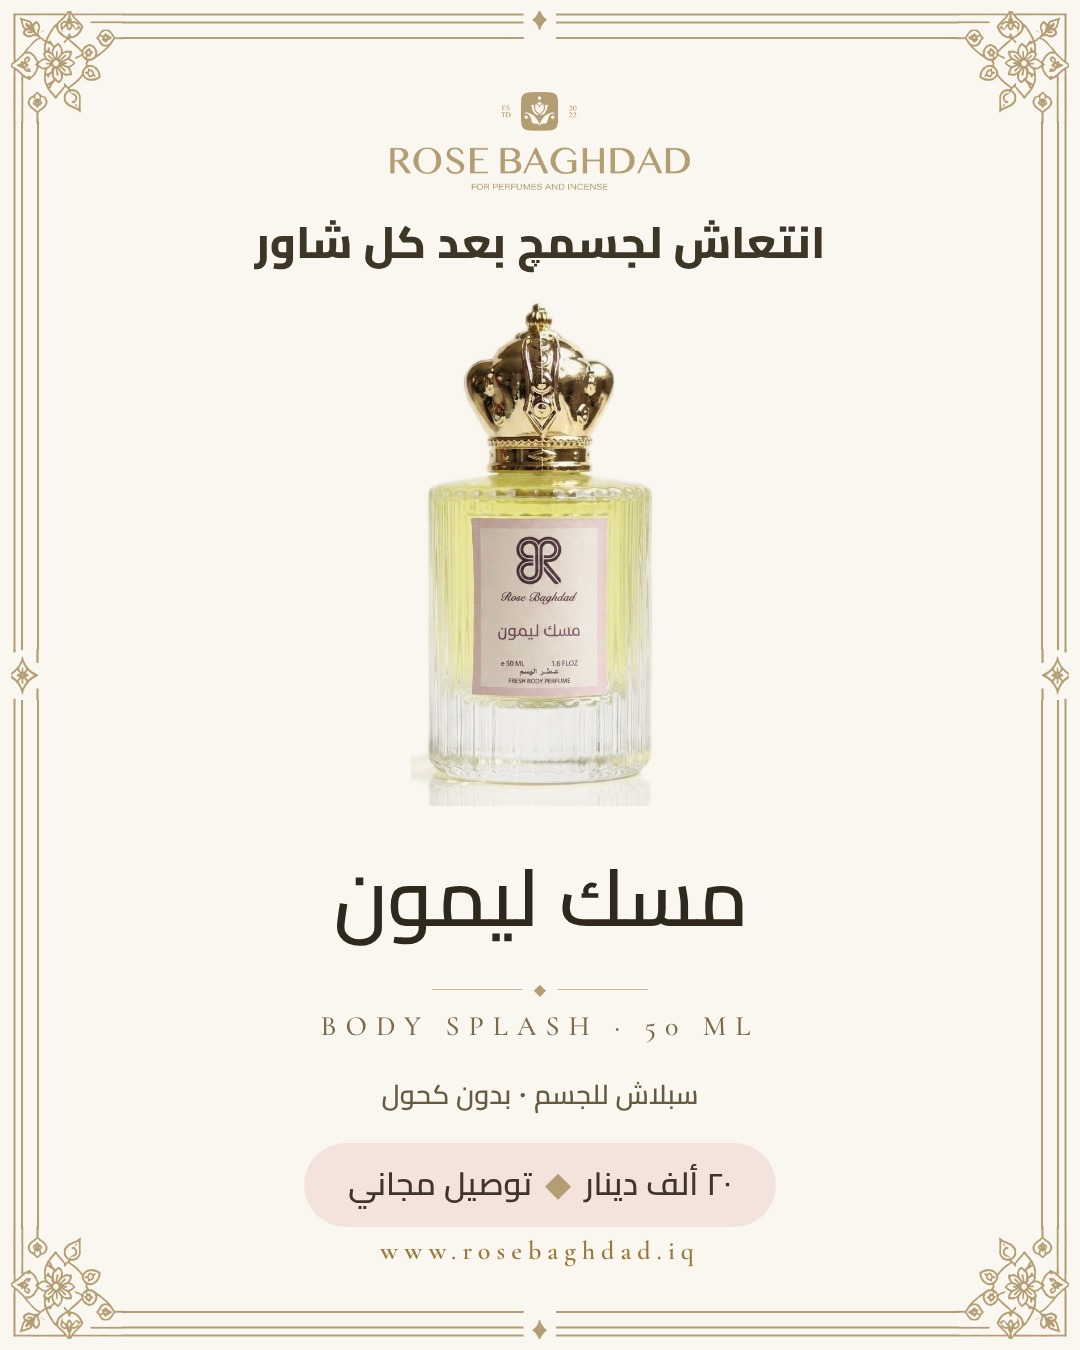 ES TD 20 22
ROSE BAGHDAD
FOR PERFUMES AND INCENSE
انتعاش لجسمچ بعد كل شاور
BR
Rose Baghdad
مسك ليمون
e 50 ML 1.6 FLOZ
عطر
FRESH BODY PERFUME
مسك ليمون
BODY SPLASH · 50 ML
سبلاش للجسم · بدون كحول
٢٠ ألف دينار ◆ توصيل مجاني
www.rosebaghdad.iq